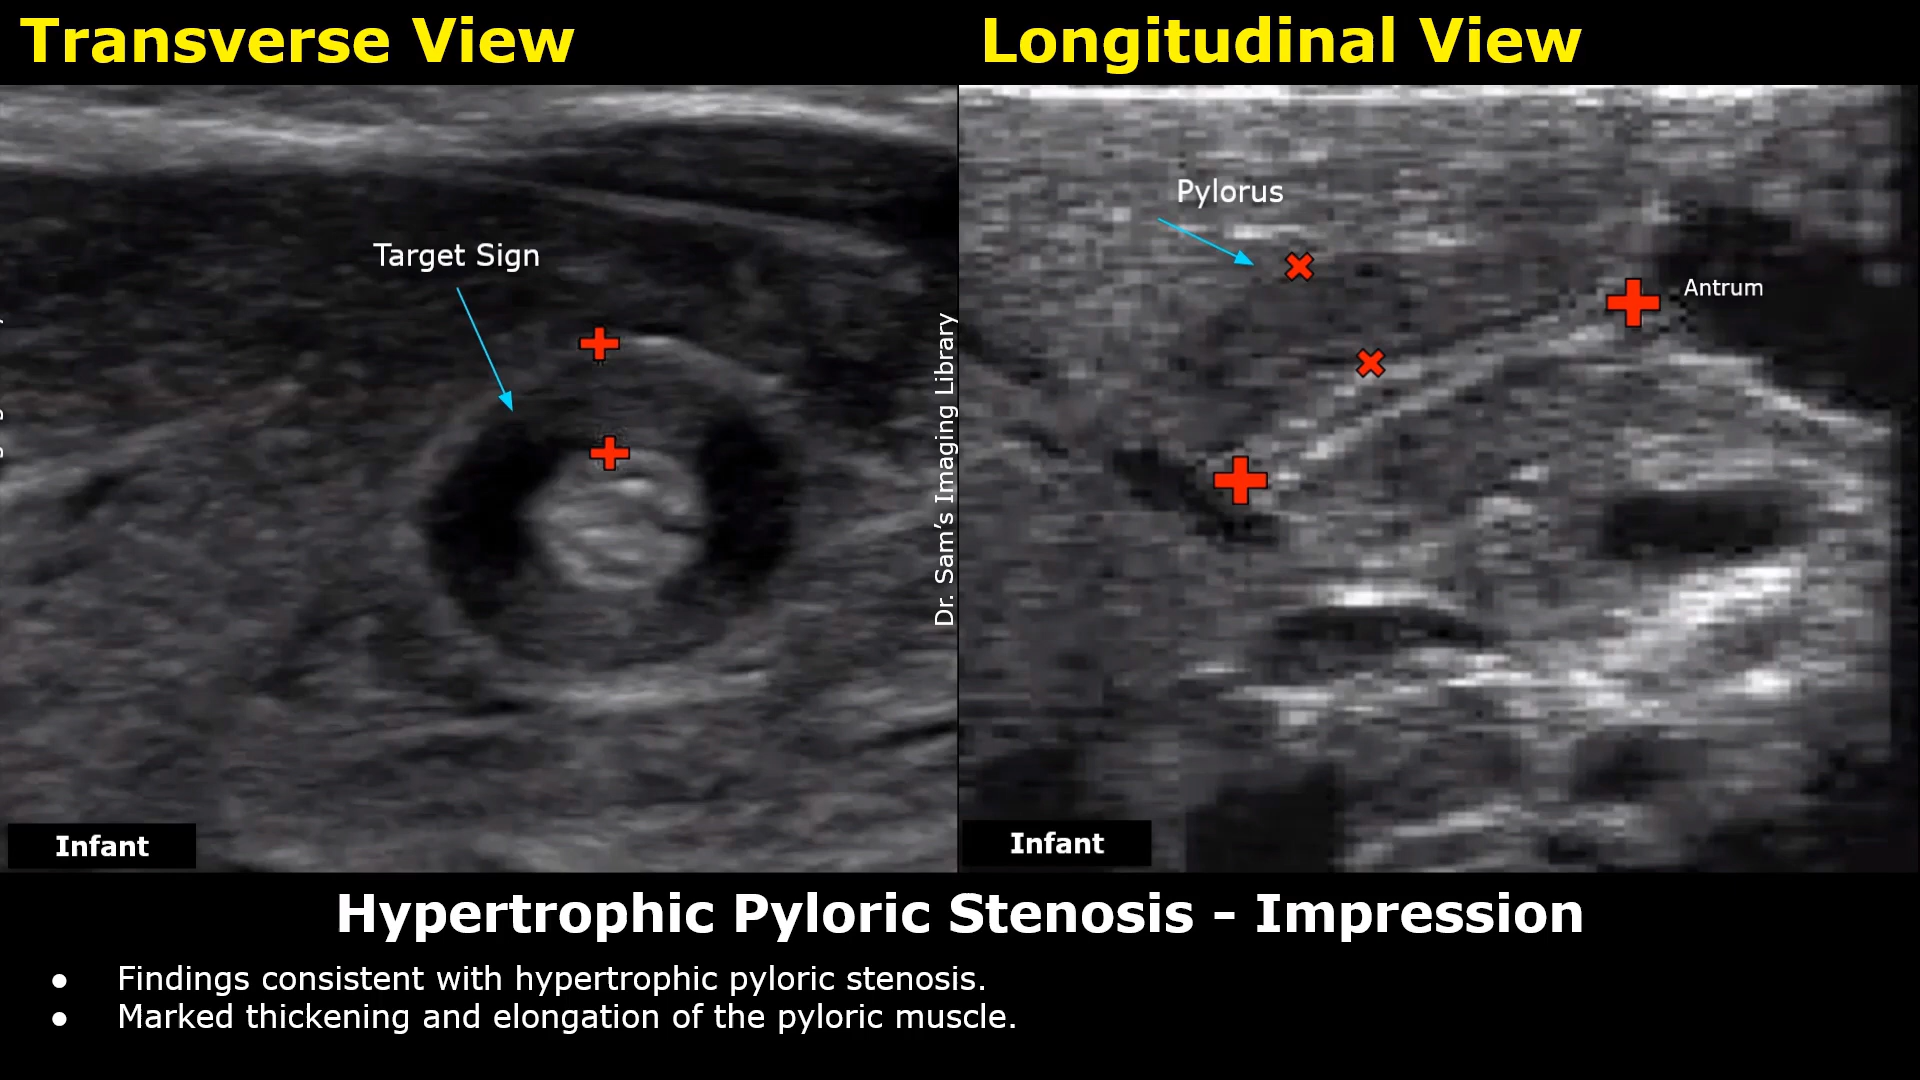 Transverse View
Longitudinal View
Target Sign
Pylorus
Antrum
Dr. Sam’s Imaging Library
Infant
Infant
Hypertrophic Pyloric Stenosis – Impression
● Findings consistent with hypertrophic pyloric stenosis.
● Marked thickening and elongation of the pyloric muscle.